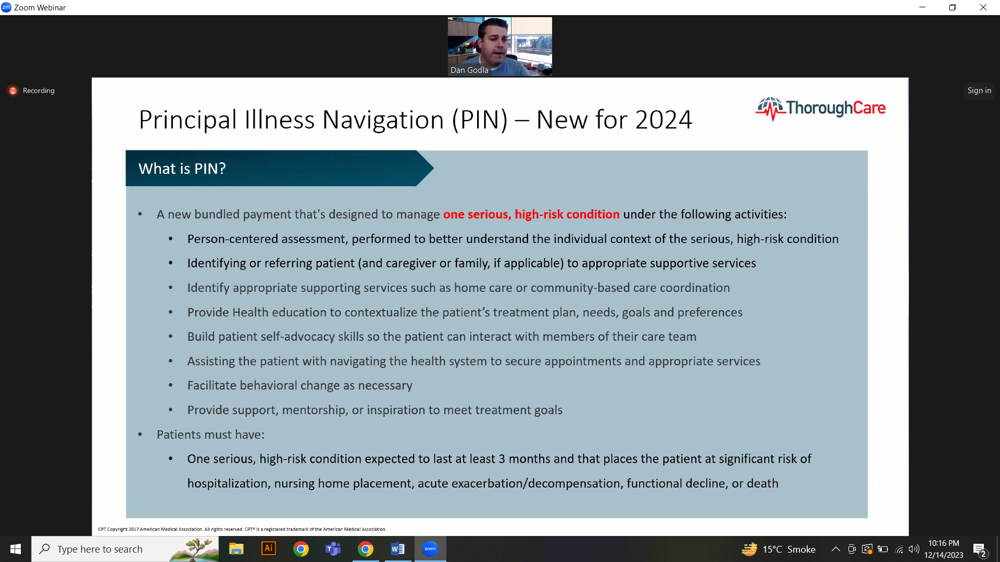 Zoom Webinar
Dan Godla
Recording
Sign in
Principal Illness Navigation (PIN) – New for 2024
ThoroughCare
What is PIN?
• A new bundled payment that's designed to manage one serious, high-risk condition under the following activities:
• Person-centered assessment, performed to better understand the individual context of the serious, high-risk condition
• Identifying or referring patient (and caregiver or family, if applicable) to appropriate supportive services
• Identify appropriate supporting services such as home care or community-based care coordination
• Provide Health education to contextualize the patient’s treatment plan, needs, goals and preferences
• Build patient self-advocacy skills so the patient can interact with members of their care team
• Assisting the patient with navigating the health system to secure appointments and appropriate services
• Facilitate behavioral change as necessary
• Provide support, mentorship, or inspiration to meet treatment goals
• Patients must have:
• One serious, high-risk condition expected to last at least 3 months and that places the patient at significant risk of
hospitalization, nursing home placement, acute exacerbation/decompensation, functional decline, or death
CPT Copyright 2017 American Medical Association. All rights reserved. CPT® is a registered trademark of the American Medical Association.
Type here to search
15°C Smoke
10:16 PM
12/14/2023
2
zm
Ai
T
W
zoom